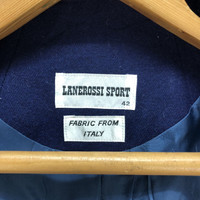 LANEROSSI SPORT
42
FABRIC FROM
ITALY